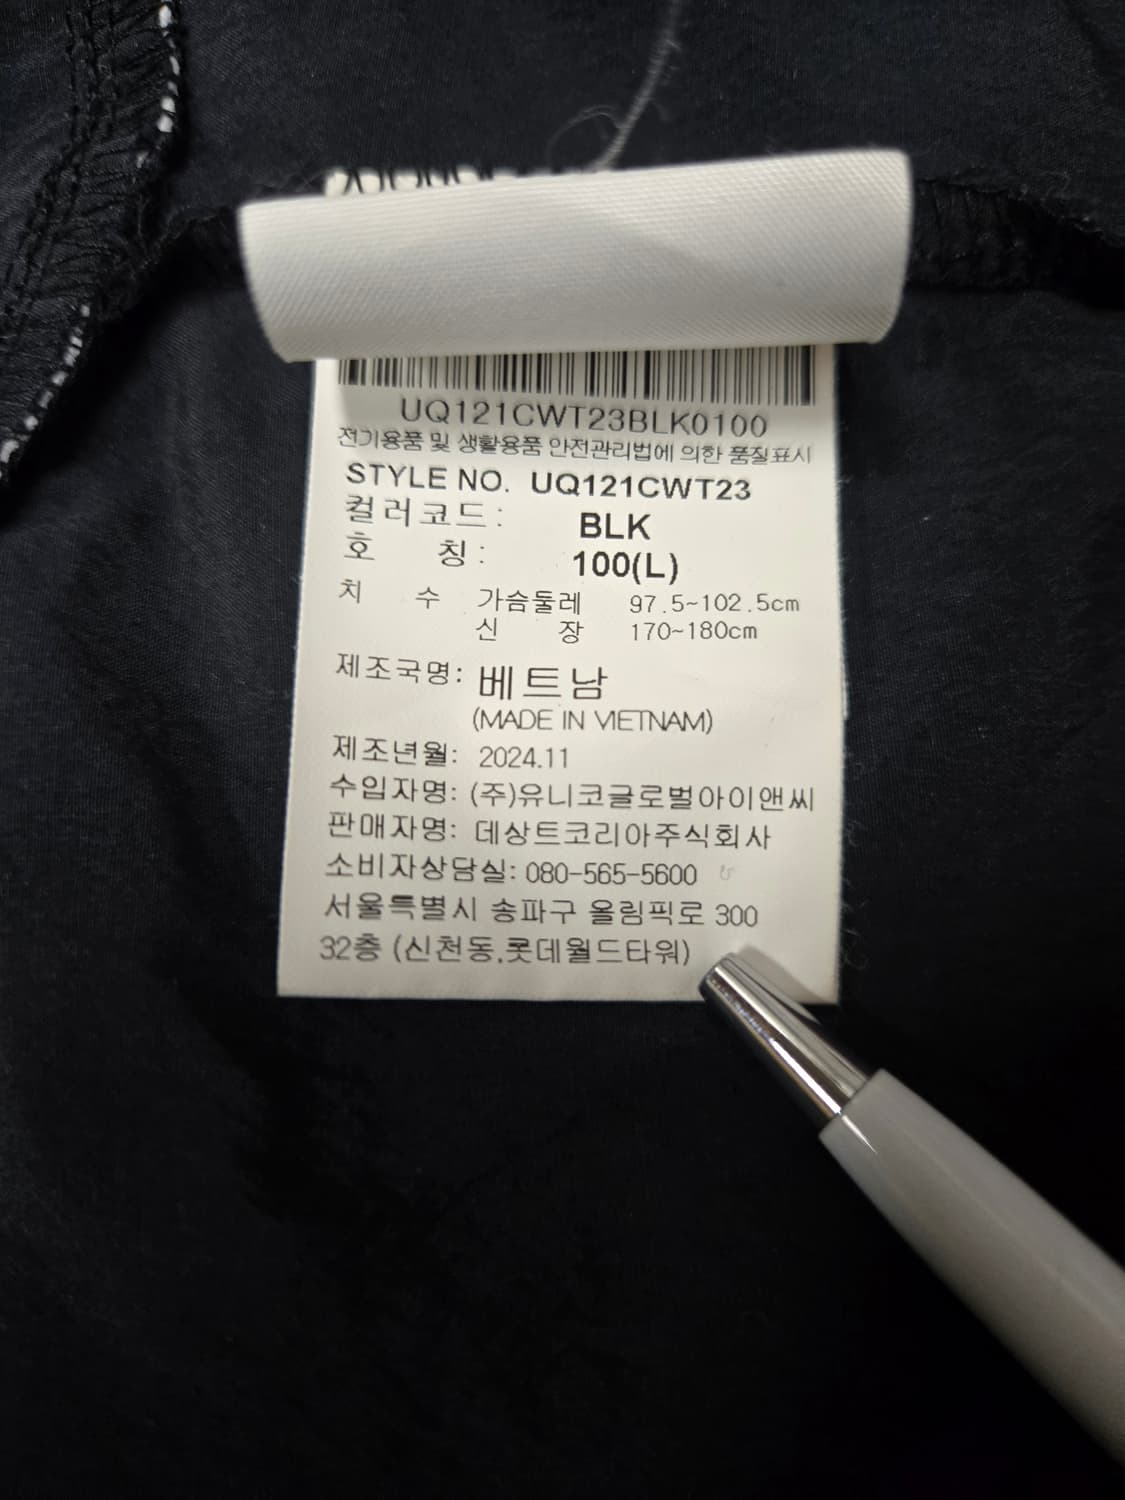 UQ121CWT23BLK0100
전기용품 및 생활용품 안전관리법에 의한 품질표시
STYLE NO. UQ121CWT23
컬러코드: BLK
호 칭: 100(L)
치 수 가슴둘레 97.5~102.5cm
신 장 170~180cm
제조국명: 베트남
(MADE IN VIETNAM)
제조년월: 2024.11
수입자명: (주)유니코글로벌아이앤씨
판매자명: 데상트코리아주식회사
소비자상담실: 080-565-5600
서울특별시 송파구 올림픽로 300
32층 (신천동,롯데월드타워)